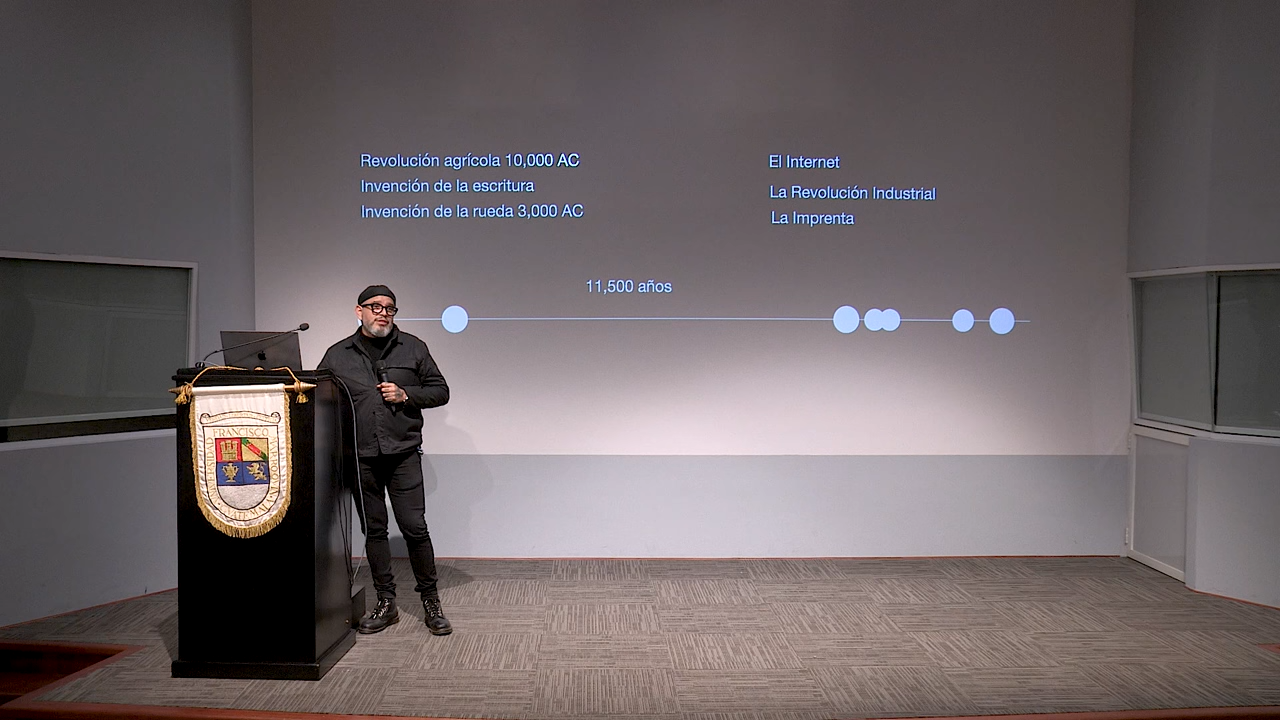 Revolución agrícola 10,000 AC
Invención de la escritura
Invención de la rueda 3,000 AC
El Internet
La Revolución Industrial
La Imprenta
11,500 años
FRANCISCO